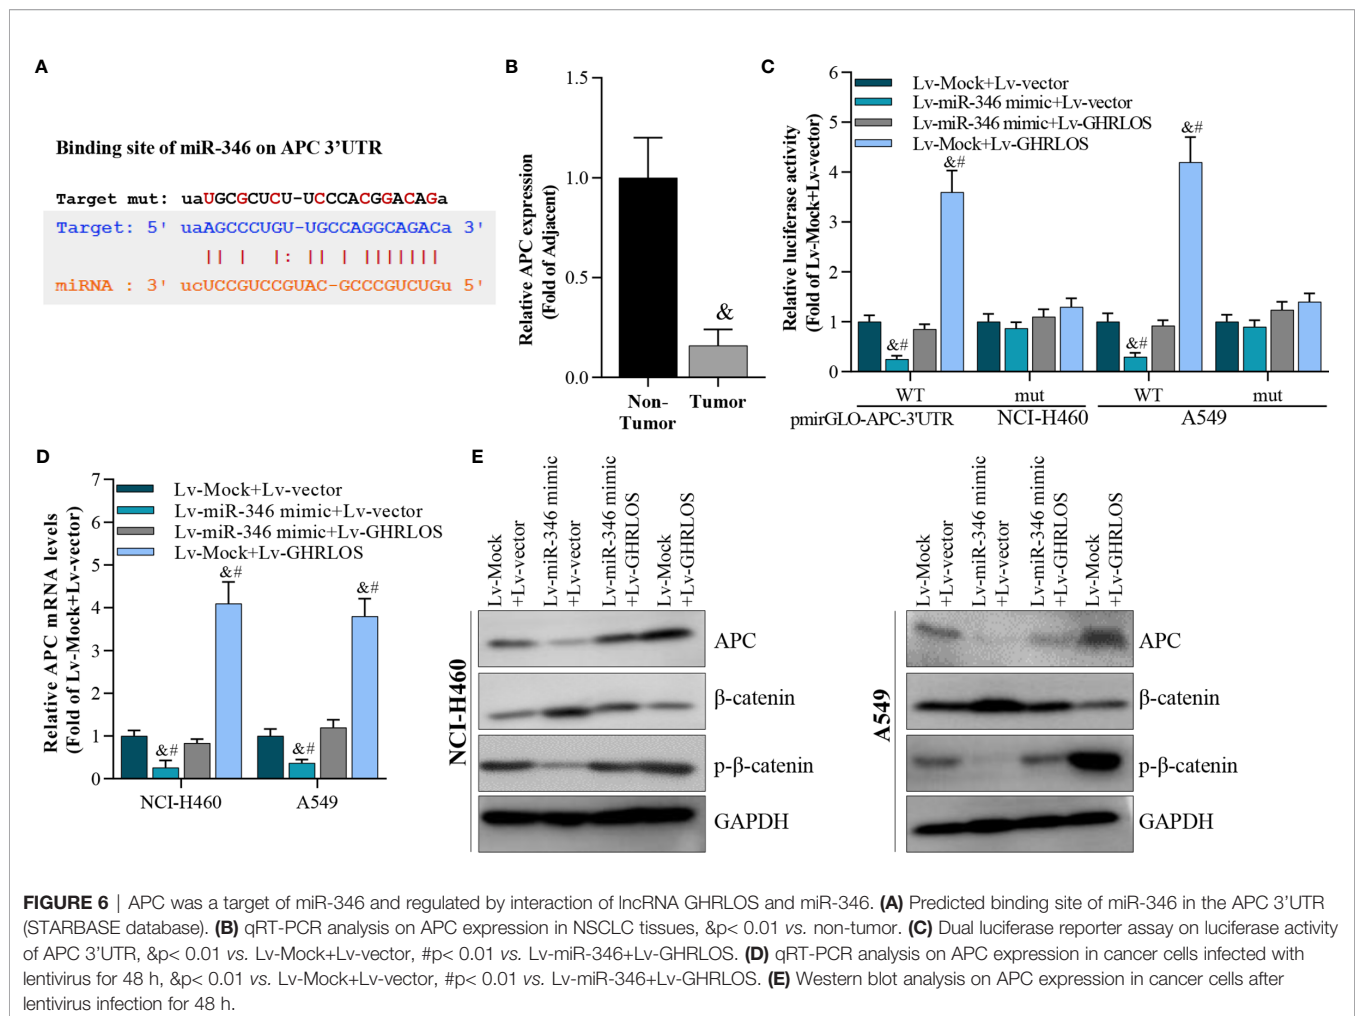 A
Binding site of miR-346 on APC 3'UTR
Target mut: uaUGCGCUCU-UCCCACGGACAGa
Target: 5' uaAGCCCUGU-UGCCAGGCAGACa 3'
|| | |: || | |||||||
miRNA : 3' ucUCCGUCCGUAC-GCCCGUCUGu 5'
B
Relative APC expression
(Fold of Adjacent)
1.5
1.0
0.5
0.0
&
Non-
Tumor
Tumor
C
Relative luciferase activity
(Fold of Lv-Mock+Lv-vector)
6
5
4
3
2
1
0
Lv-Mock+Lv-vector
Lv-miR-346 mimic+Lv-vector
Lv-miR-346 mimic+Lv-GHRLOS
Lv-Mock+Lv-GHRLOS
&#
&#
&#
&#
WT mut WT mut
pmirGLO-APC-3'UTR NCI-H460 A549
D
Relative APC mRNA levels
(Fold of Lv-Mock+Lv-vector)
7
6
5
4
3
2
1
0
Lv-Mock+Lv-vector
Lv-miR-346 mimic+Lv-vector
Lv-miR-346 mimic+Lv-GHRLOS
Lv-Mock+Lv-GHRLOS
&#
&#
&#
&#
NCI-H460 A549
E
Lv-Mock
+Lv-vector
Lv-miR-346 mimic
+Lv-vector
Lv-miR-346 mimic
+Lv-GHRLOS
Lv-Mock
+Lv-GHRLOS
NCI-H460
APC
β-catenin
p-β-catenin
GAPDH
Lv-Mock
+Lv-vector
Lv-miR-346 mimic
+Lv-vector
Lv-miR-346 mimic
+Lv-GHRLOS
Lv-Mock
+Lv-GHRLOS
A549
APC
β-catenin
p-β-catenin
GAPDH
FIGURE 6 | APC was a target of miR-346 and regulated by interaction of lncRNA GHRLOS and miR-346. (A) Predicted binding site of miR-346 in the APC 3'UTR
(STARBASE database). (B) qRT-PCR analysis on APC expression in NSCLC tissues, &p< 0.01 vs. non-tumor. (C) Dual luciferase reporter assay on luciferase activity
of APC 3'UTR, &p< 0.01 vs. Lv-Mock+Lv-vector, #p< 0.01 vs. Lv-miR-346+Lv-GHRLOS. (D) qRT-PCR analysis on APC expression in cancer cells infected with
lentivirus for 48 h, &p< 0.01 vs. Lv-Mock+Lv-vector, #p< 0.01 vs. Lv-miR-346+Lv-GHRLOS. (E) Western blot analysis on APC expression in cancer cells after
lentivirus infection for 48 h.